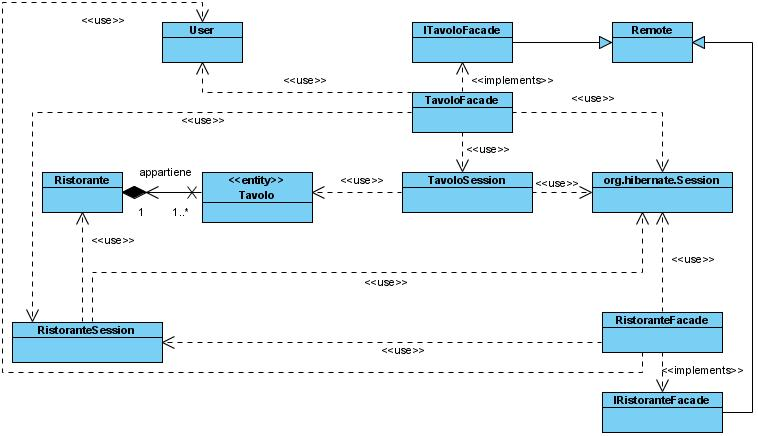 <<use>>
User
ITavoloFacade
Remote
<<use>>
<<implements>>
TavoloFacade
<<use>>
<<use>>
<<use>>
appartiene
Ristorante
<<entity>>
Tavolo
<<use>>
TavoloSession
<<use>>
org.hibernate.Session
1
1..*
<<use>>
<<use>>
<<use>>
RistoranteSession
RistoranteFacade
<<use>>
<<implements>>
IRistoranteFacade